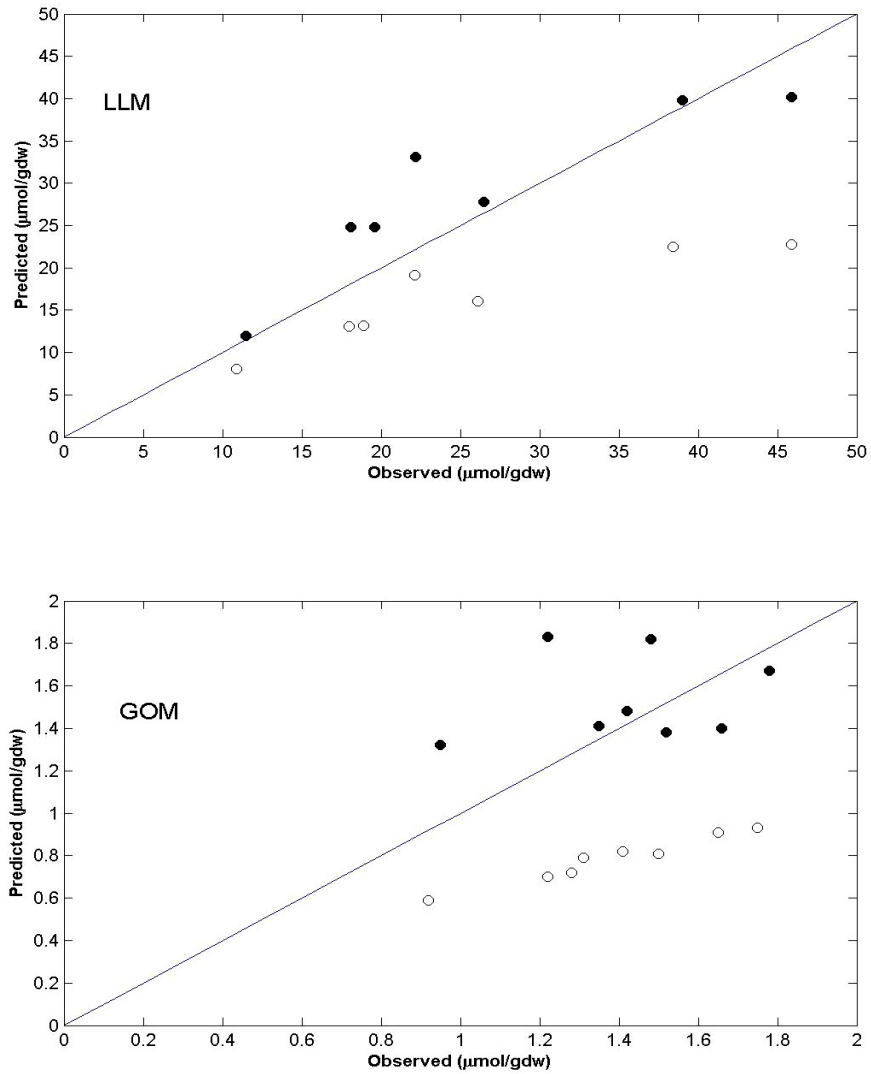 50
45
40
35
30
25
20
15
10
5
0
LLM
Predicted (μmol/gdw)
0 5 10 15 20 25 30 35 40 45 50
Observed (μmol/gdw)
2
1.8
1.6
1.4
1.2
1
0.8
0.6
0.4
0.2
0
GOM
Predicted (μmol/gdw)
0 0.2 0.4 0.6 0.8 1 1.2 1.4 1.6 1.8 2
Observed (μmol/gdw)